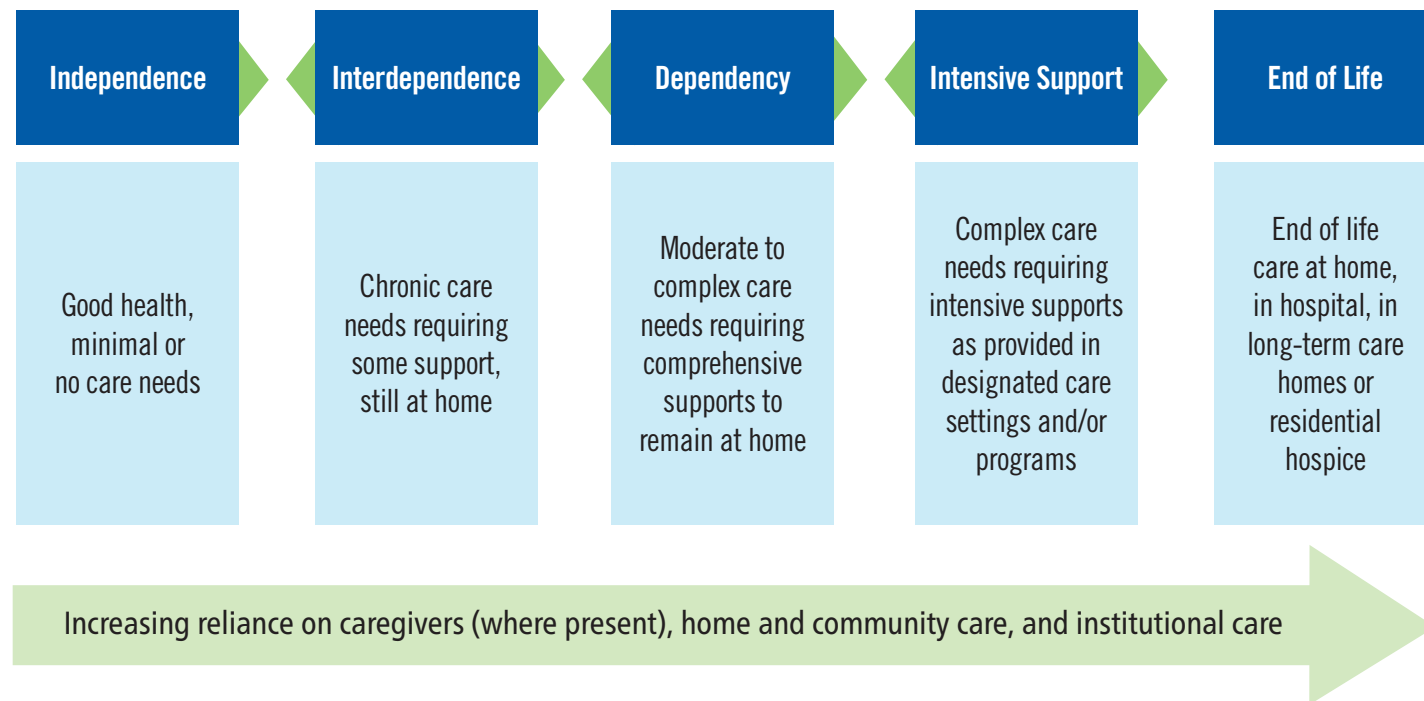 Independence
Interdependence
Dependency
Intensive Support
End of Life
Good health,
minimal or
no care needs
Chronic care
needs requiring
some support,
still at home
Moderate to
complex care
needs requiring
comprehensive
supports to
remain at home
Complex care
needs requiring
intensive supports
as provided in
designated care
settings and/or
programs
End of life
care at home,
in hospital, in
long-term care
homes or
residential
hospice
Increasing reliance on caregivers (where present), home and community care, and institutional care